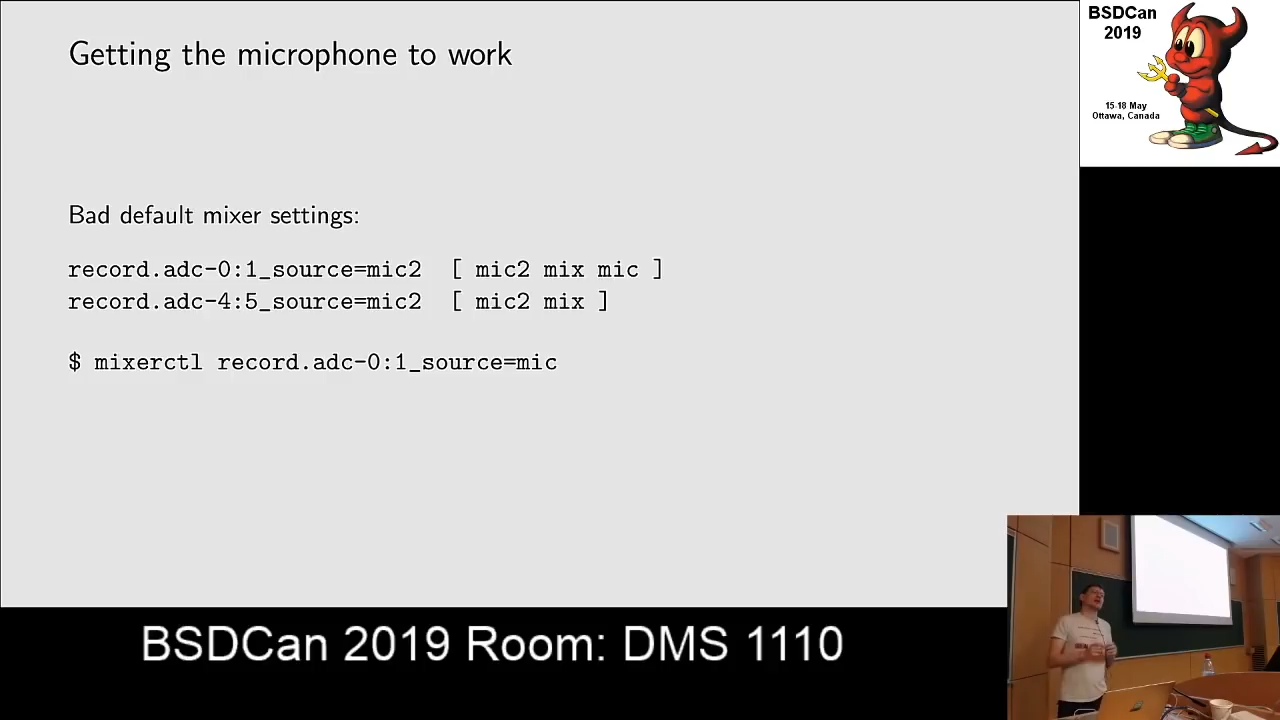 Getting the microphone to work
Bad default mixer settings:
record.adc-0:1_source=mic2 [ mic2 mix mic ]
record.adc-4:5_source=mic2 [ mic2 mix ]
$ mixerctl record.adc-0:1_source=mic
BSDCan
2019
15-18 May
Ottawa, Canada
BSDCan 2019 Room: DMS 1110